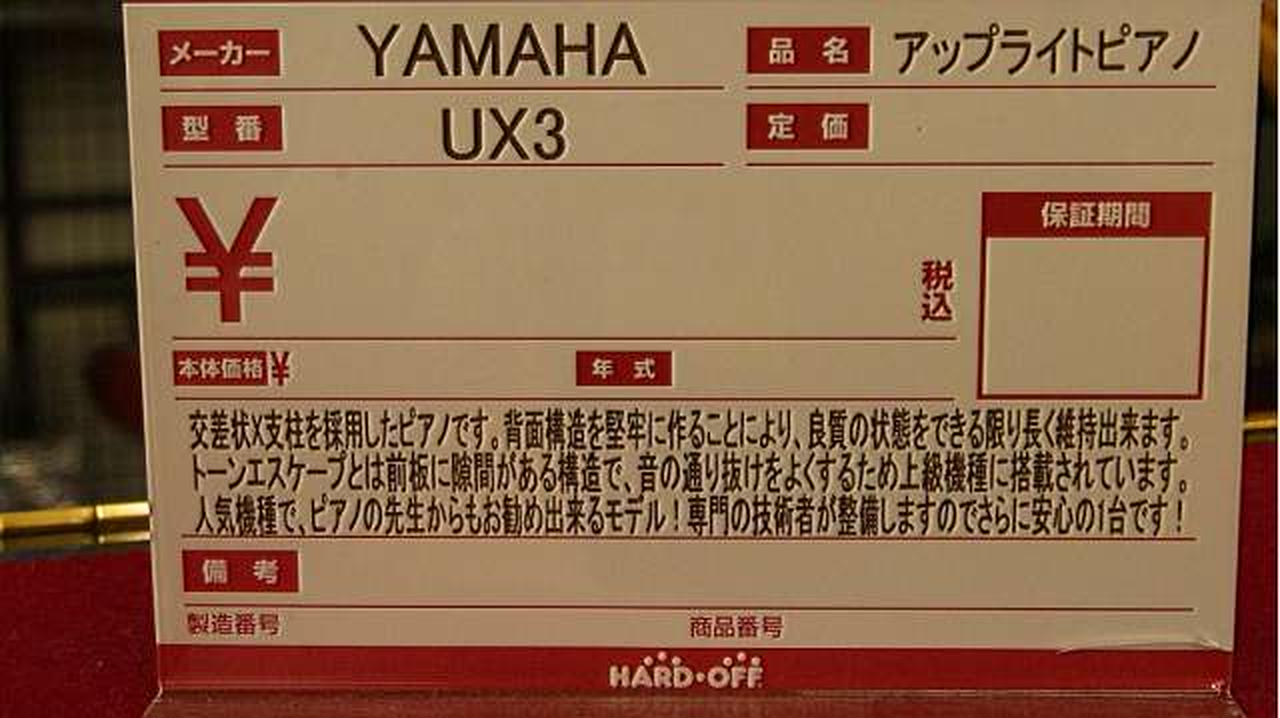 メーカー YAMAHA 品名 アップライトピアノ
型番 UX3 定価
¥ 税込 保証期間
本体価格¥ 年式
交差状X支柱を採用したピアノです。背面構造を堅牢に作ることにより、良質の状態をできる限り長く維持出来ます。
トーンエスケープとは前板に隙間がある構造で、音の通り抜けをよくするため上級機種に搭載されています。
人気機種で、ピアノの先生からもお勧め出来るモデル！専門の技術者が整備しますのでさらに安心の1台です！
備考
製造番号 商品番号
HARD・OFF